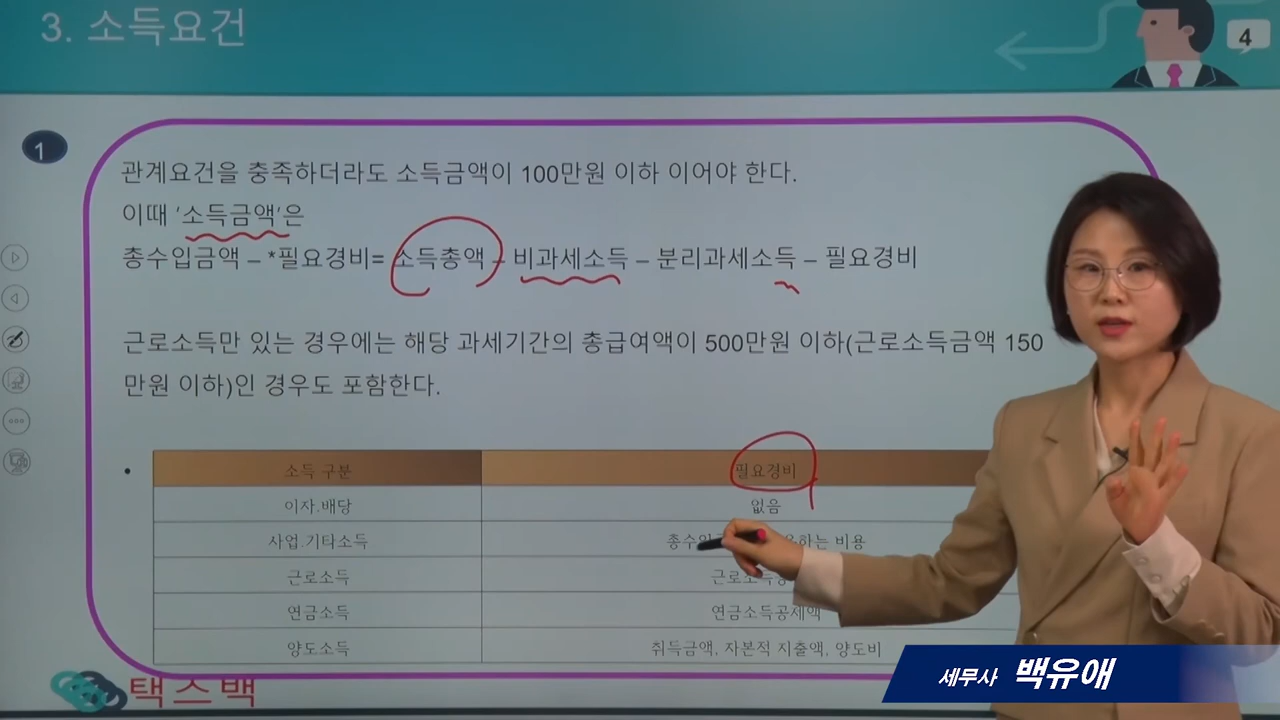 3. 소득요건
4
1
관계요건을 충족하더라도 소득금액이 100만원 이하 이어야 한다.
이때 '소득금액'은
총수입금액 – *필요경비= 소득총액 – 비과세소득 – 분리과세소득 – 필요경비
근로소득만 있는 경우에는 해당 과세기간의 총급여액이 500만원 이하(근로소득금액 150
만원 이하)인 경우도 포함한다.
소득 구분 필요경비
이자.배당 없음
사업.기타소득 비용
근로소득
연금소득 연금소득공제액
양도소득 취득금액, 자본적 지출액, 양도비
택스백
세무사 백유애